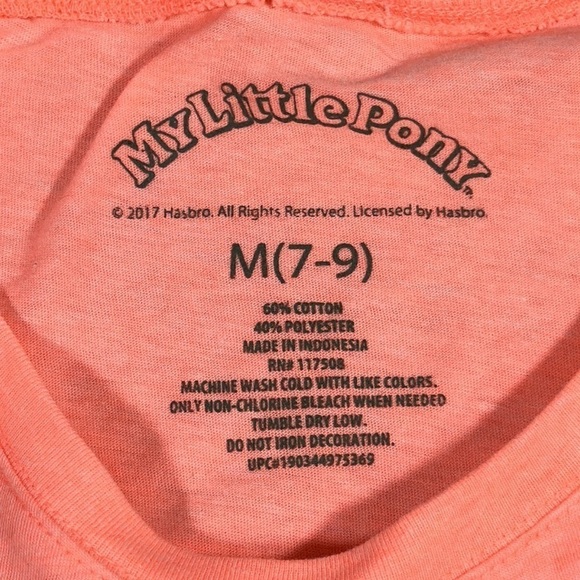 My Little Pony
© 2017 Hasbro. All Rights Reserved. Licensed by Hasbro.
M(7-9)
60% COTTON
40% POLYESTER
MADE IN INDONESIA
RN# 117508
MACHINE WASH COLD WITH LIKE COLORS.
ONLY NON-CHLORINE BLEACH WHEN NEEDED
TUMBLE DRY LOW.
DO NOT IRON DECORATION.
UPC#190344975369